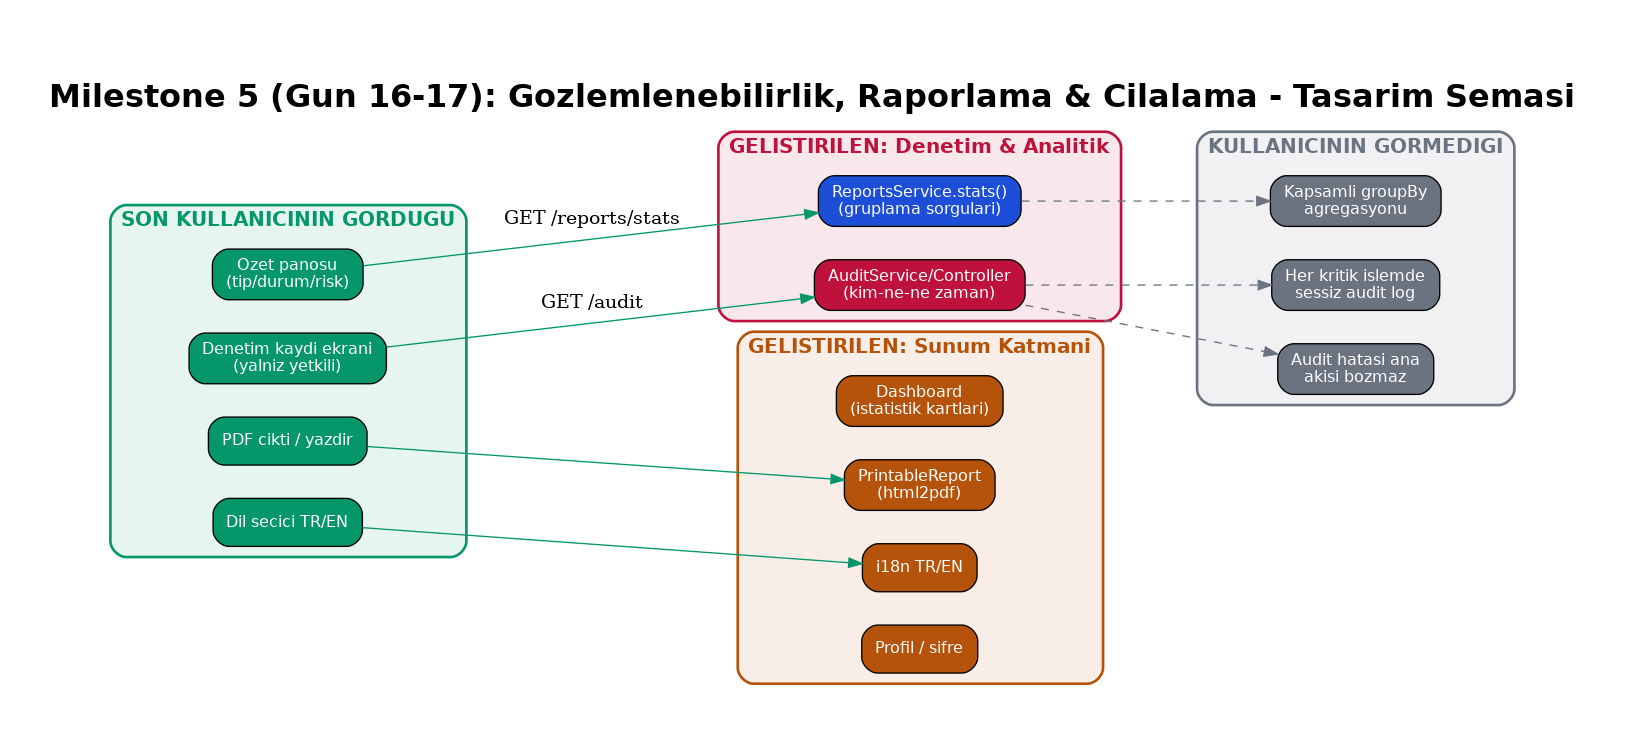 Milestone 5 (Gun 16-17): Gozlemlenebilirlik, Raporlama & Cilalama - Tasarim Semasi
SON KULLANICININ GORDUGU
Ozet panosu
(tip/durum/risk)
Denetim kaydi ekrani
(yalniz yetkili)
PDF cikti / yazdir
Dil secici TR/EN
GET /reports/stats
GET /audit
GELISTIRILEN: Denetim & Analitik
ReportsService.stats()
(gruplama sorgulari)
AuditService/Controller
(kim-ne-ne zaman)
GELISTIRILEN: Sunum Katmani
Dashboard
(istatistik kartlari)
PrintableReport
(html2pdf)
i18n TR/EN
Profil / sifre
KULLANICININ GORMEDIGI
Kapsamli groupBy
agregasyonu
Her kritik islemde
sessiz audit log
Audit hatasi ana
akisi bozmaz